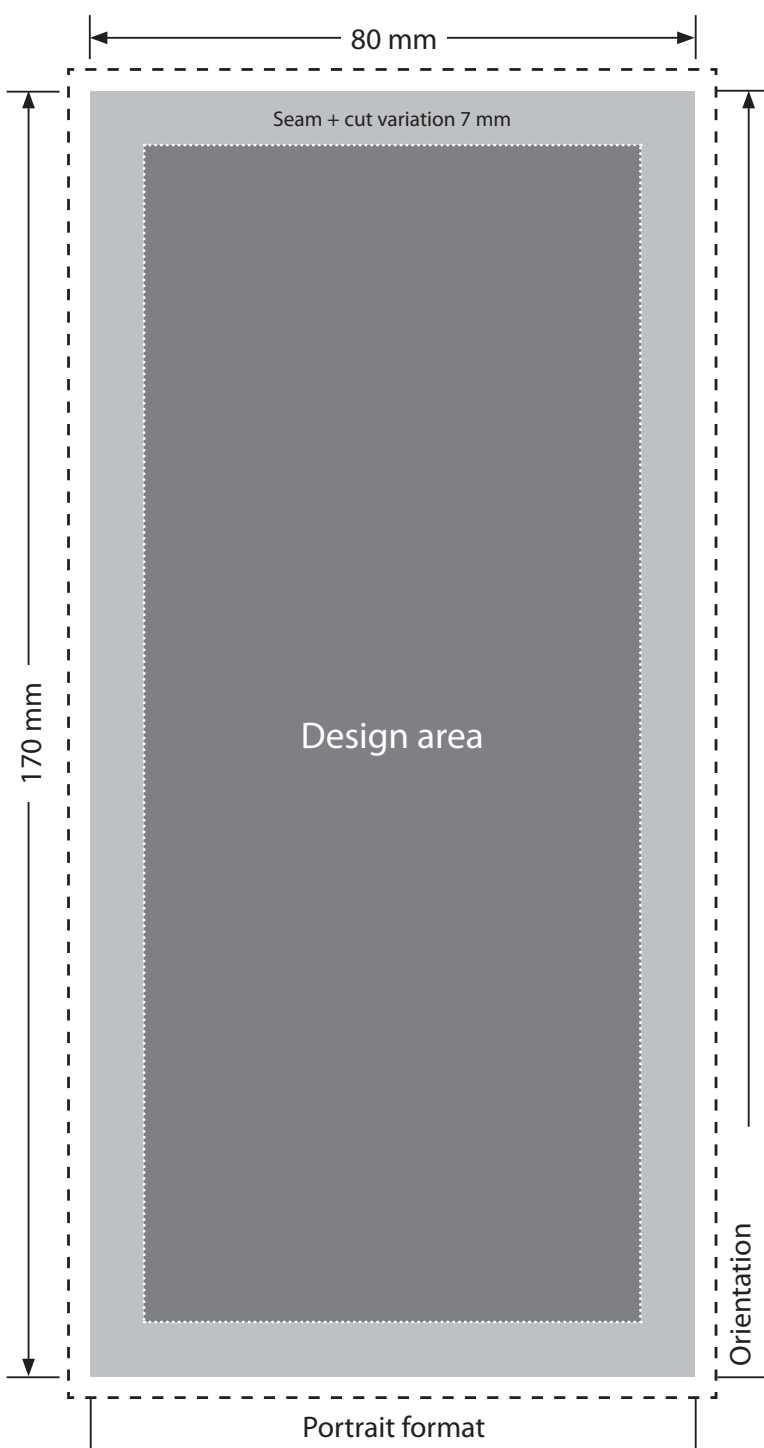 80 mm
Seam + cut variation 7 mm
Design area
170 mm
Orientation
Portrait format